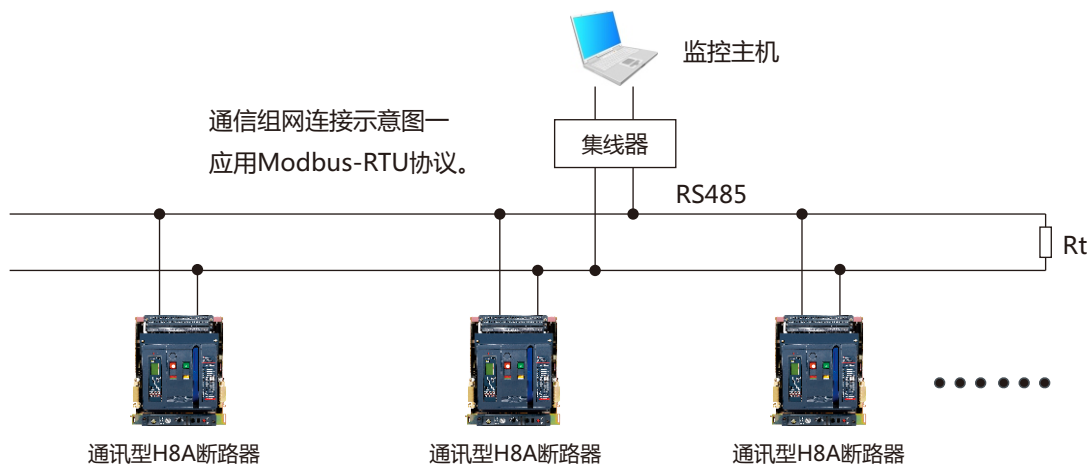 监控主机
通信组网连接示意图一
应用Modbus-RTU协议。
集线器
RS485
Rt
通讯型H8A断路器
通讯型H8A断路器
通讯型H8A断路器